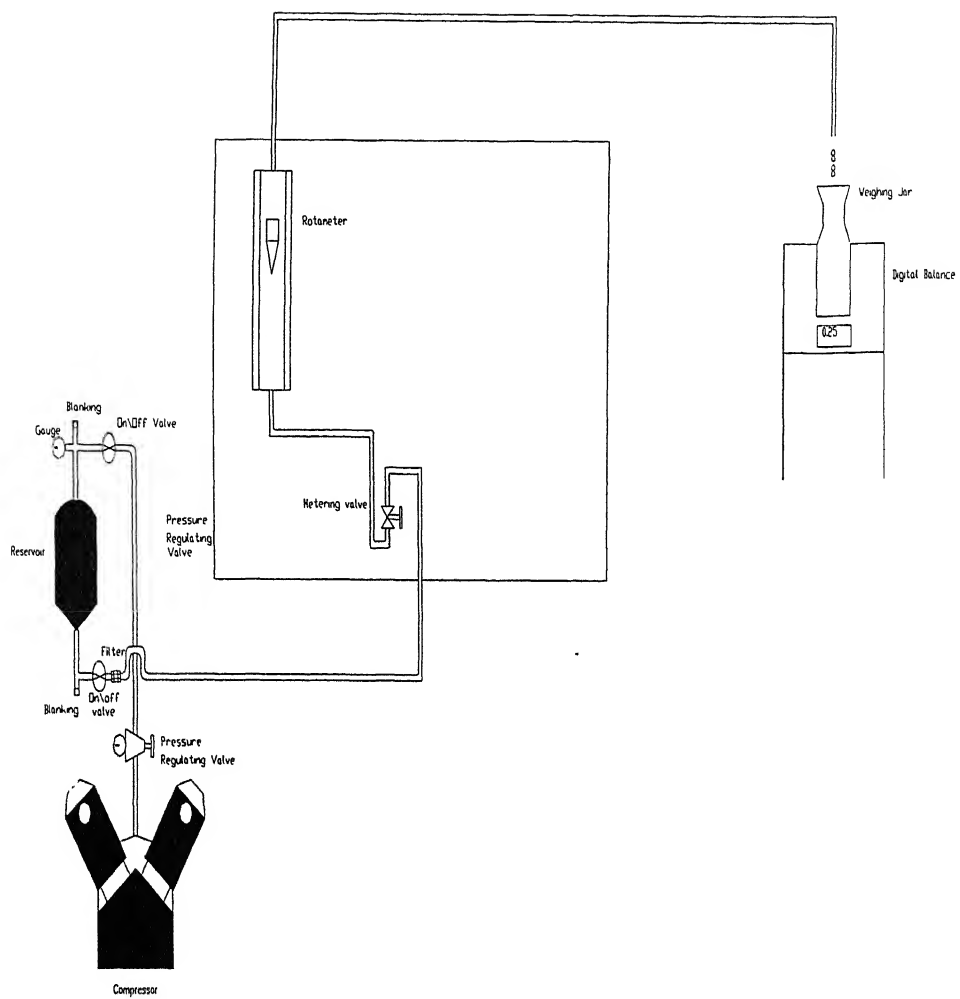 Weighing Jar
Rotameter
Digital Balance
0.25
Blanking
On\Off Valve
Gauge
Metering valve
Pressure
Regulating
Valve
Reservoir
Filter
On\off
valve
Blanking
Pressure
Regulating Valve
Compressor